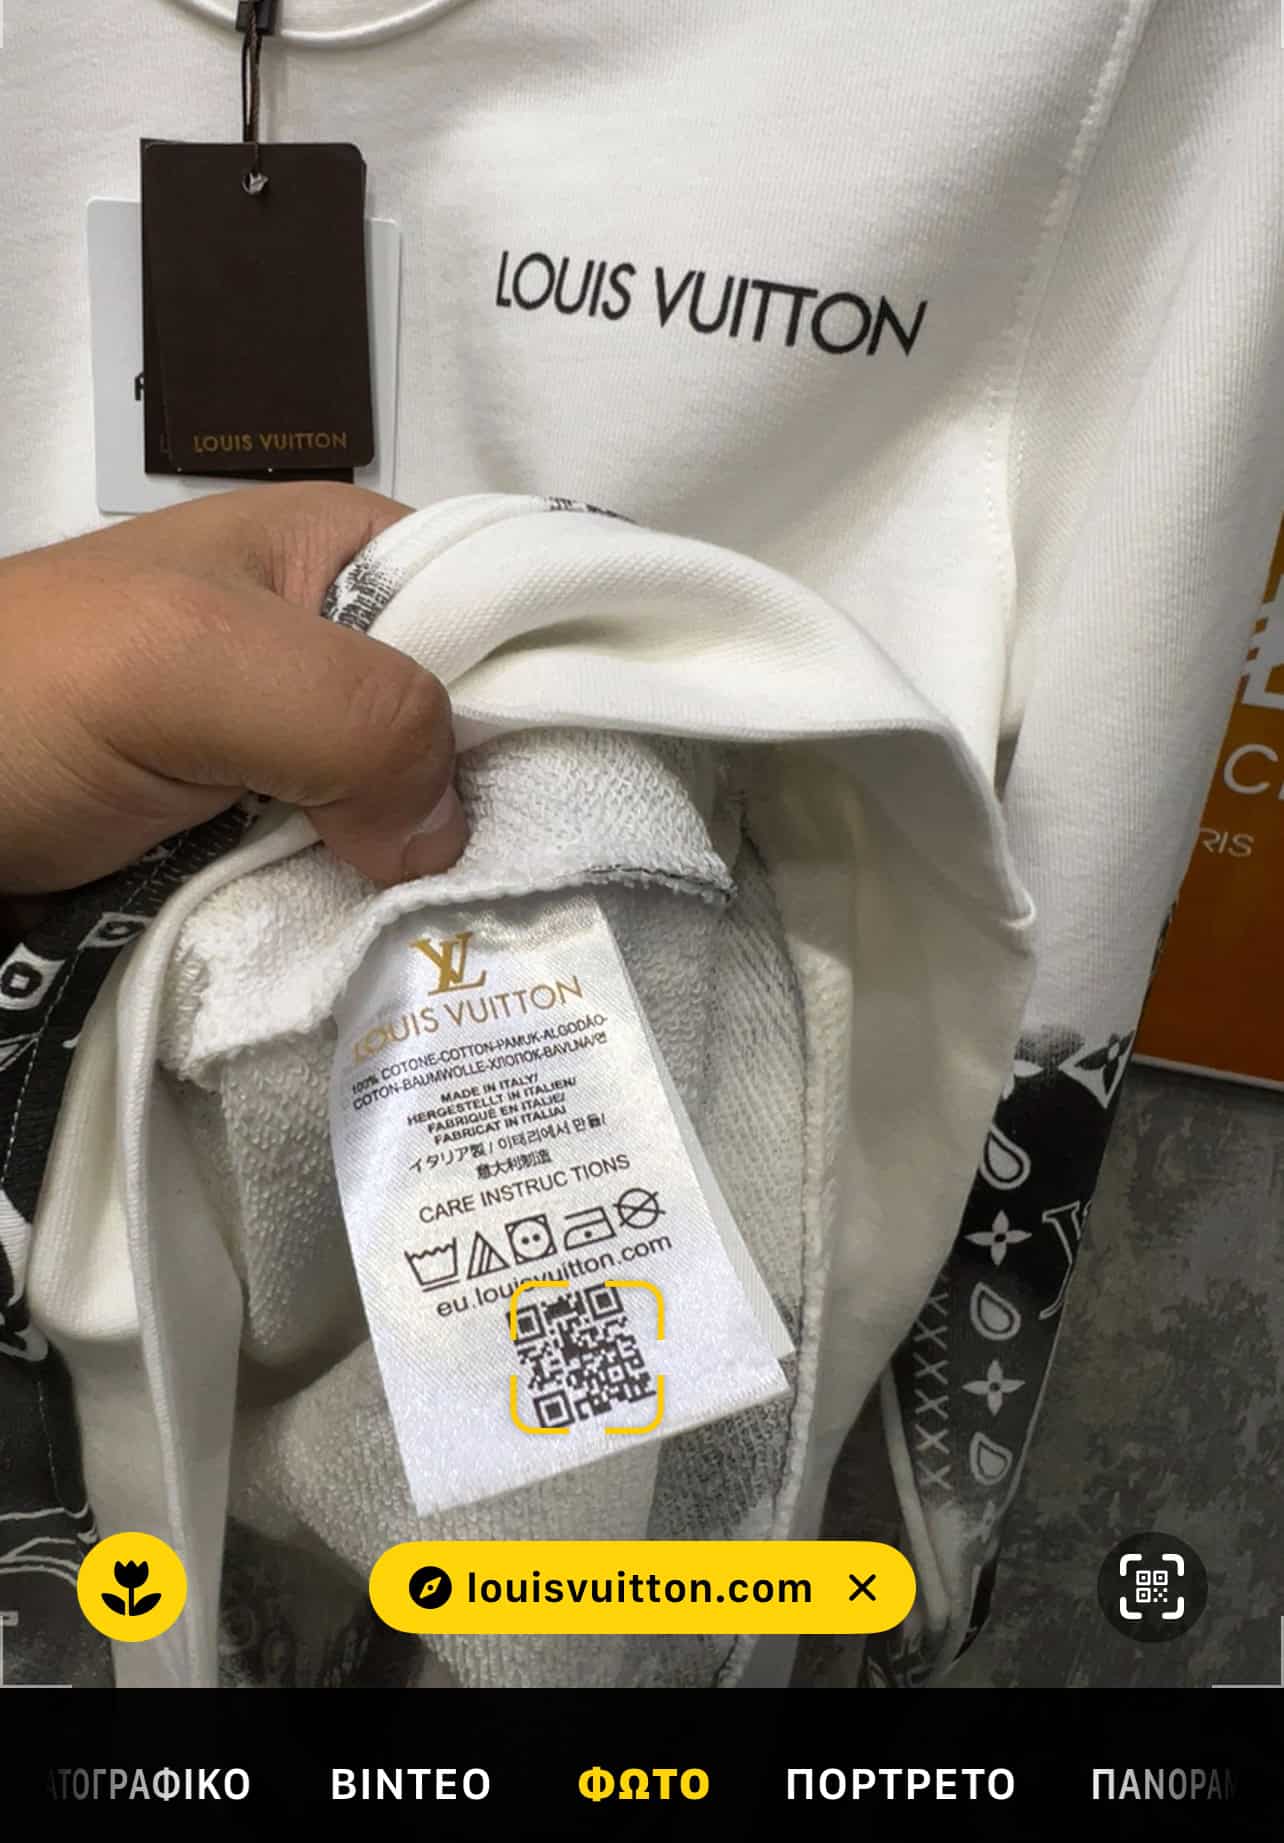 LOUIS VUITTON
LOUIS VUITTON
LOUIS VUITTON
100% COTONE-COTTON-PAMUK-ALGODÃO-
COTON-BAUMWOLLE-ХЛОПОК-BAVLNA/면
MADE IN ITALY/
HERGESTELLT IN ITALIEN/
FABRIQUÉ EN ITALIE/
FABRICAT IN ITALIA/
イタリア製 / 이태리에서 만듦/
意大利制造
CARE INSTRUCTIONS
eu.louisvuitton.com
RIS
louisvuitton.com
ΒΙΝΤΕΟ
ΦΩΤΟ
ΠΟΡΤΡΕΤΟ